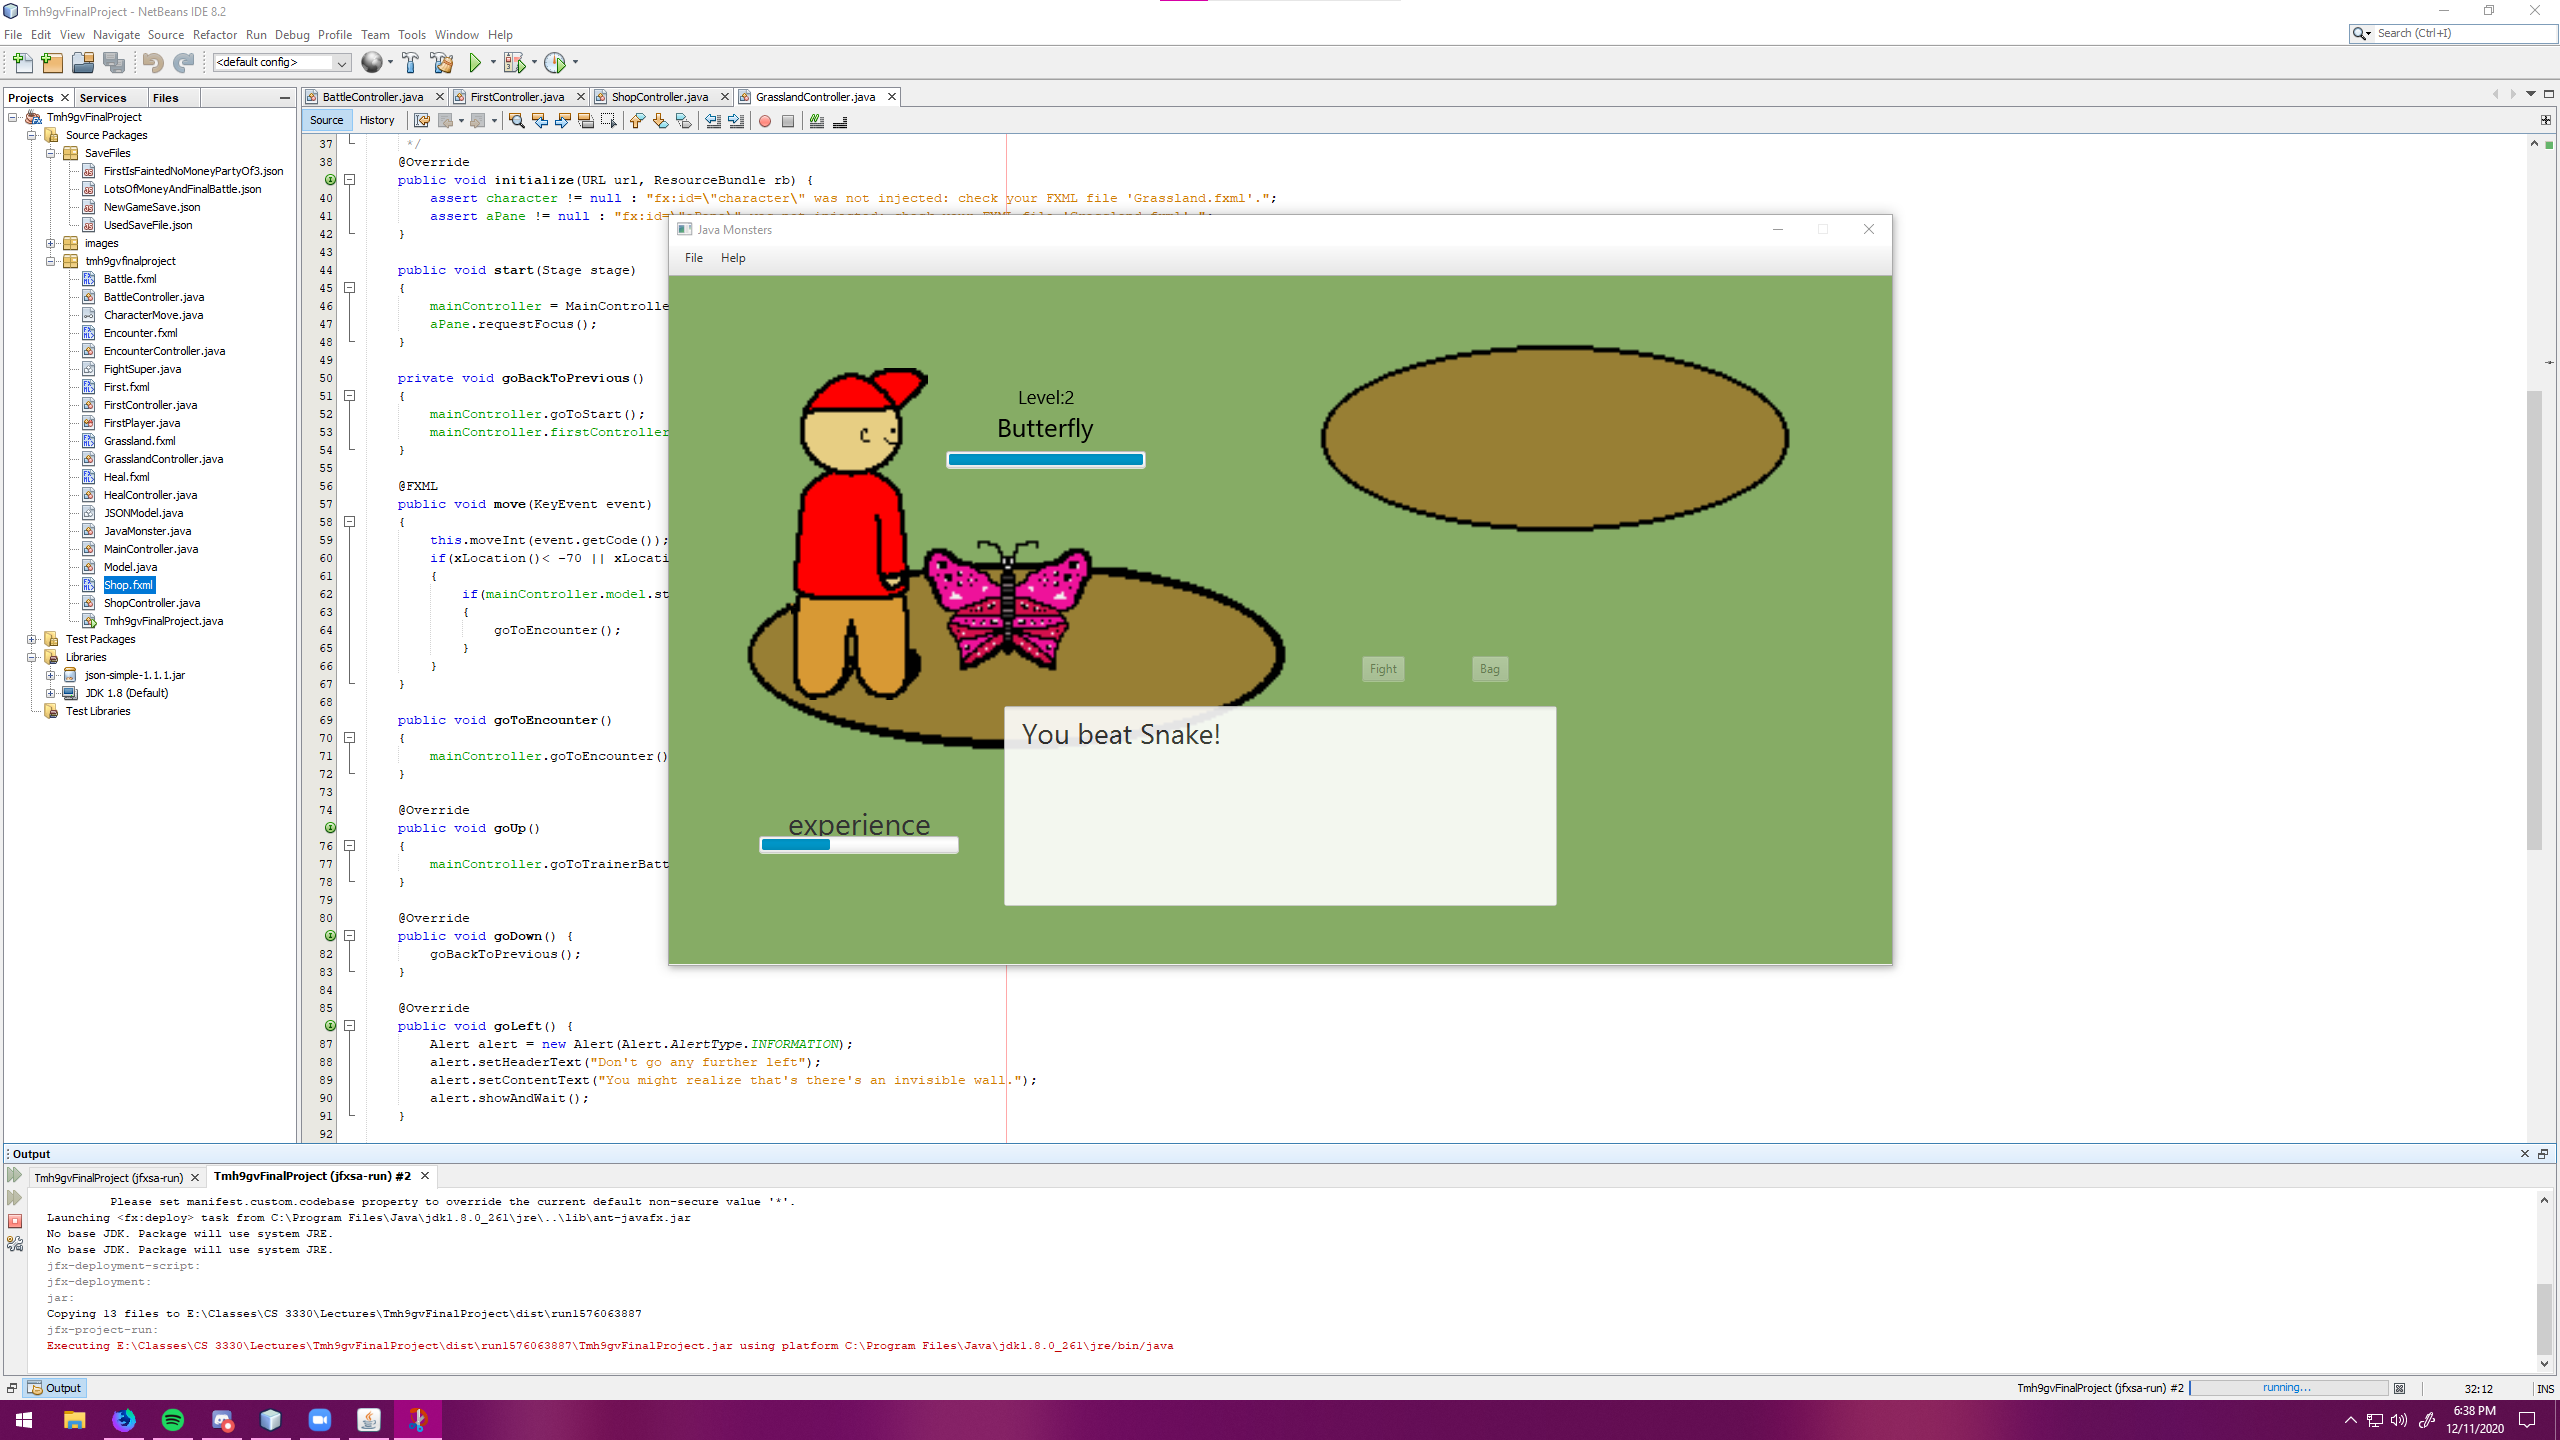 Tmh9gvFinalProject - NetBeans IDE 8.2
File Edit View Navigate Source Refactor Run Debug Profile Team Tools Window Help
Search (Ctrl+I)
<default config>
Projects Services Files
Tmh9gvFinalProject
Source Packages
SaveFiles
FirstIsFaintedNoMoneyPartyOf3.json
LotsOfMoneyAndFinalBattle.json
NewGameSave.json
UsedSaveFile.json
images
tmh9gvfinalproject
Battle.fxml
BattleController.java
CharacterMove.java
Encounter.fxml
EncounterController.java
FightSuper.java
First.fxml
FirstController.java
FirstPlayer.java
Grassland.fxml
GrasslandController.java
Heal.fxml
HealController.java
JSONModel.java
JavaMonster.java
MainController.java
Model.java
Shop.fxml
ShopController.java
Tmh9gvFinalProject.java
Test Packages
Libraries
json-simple-1.1.1.jar
JDK 1.8 (Default)
Test Libraries
BattleController.java FirstController.java ShopController.java GrasslandController.java
Source History
37 */
38 @Override
public void initialize(URL url, ResourceBundle rb) {
40 assert character != null : "fx:id=\"character\" was not injected: check your FXML file 'Grassland.fxml'.";
41 assert aPane != null : "fx:id=\"aPane\" was not injected: check your FXML file 'Grassland.fxml'.";
42 }
43
44 public void start(Stage stage)
45 {
46 mainController = MainControlle
47 aPane.requestFocus();
48 }
49
50 private void goBackToPrevious()
51 {
52 mainController.goToStart();
53 mainController.firstController
54 }
55
56 @FXML
57 public void move(KeyEvent event)
58 {
59 this.moveInt(event.getCode());
60 if(xLocation()< -70 || xLocati
61 {
62 if(mainController.model.st
63 {
64 goToEncounter();
65 }
66 }
67 }
68
69 public void goToEncounter()
70 {
71 mainController.goToEncounter()
72 }
73
74 @Override
public void goUp()
76 {
77 mainController.goToTrainerBatt
78 }
79
80 @Override
public void goDown() {
82 goBackToPrevious();
83 }
84
85 @Override
public void goLeft() {
87 Alert alert = new Alert(Alert.AlertType.INFORMATION);
88 alert.setHeaderText("Don't go any further left");
89 alert.setContentText("You might realize that's there's an invisible wall.");
90 alert.showAndWait();
91 }
92
Java Monsters
File Help
Level:2
Butterfly
Fight Bag
You beat Snake!
experience
Output
Tmh9gvFinalProject (jfxsa-run) Tmh9gvFinalProject (jfxsa-run) #2
Please set manifest.custom.codebase property to override the current default non-secure value '*'.
Launching <fx:deploy> task from C:\Program Files\Java\jdk1.8.0_261\jre\..\lib\ant-javafx.jar
No base JDK. Package will use system JRE.
No base JDK. Package will use system JRE.
jfx-deployment-script:
jfx-deployment:
jar:
Copying 13 files to E:\Classes\CS 3330\Lectures\Tmh9gvFinalProject\dist\run1576063887
jfx-project-run:
Executing E:\Classes\CS 3330\Lectures\Tmh9gvFinalProject\dist\run1576063887\Tmh9gvFinalProject.jar using platform C:\Program Files\Java\jdk1.8.0_261\jre/bin/java
Output
Tmh9gvFinalProject (jfxsa-run) #2 running... 32:12 INS
6:38 PM
12/11/2020